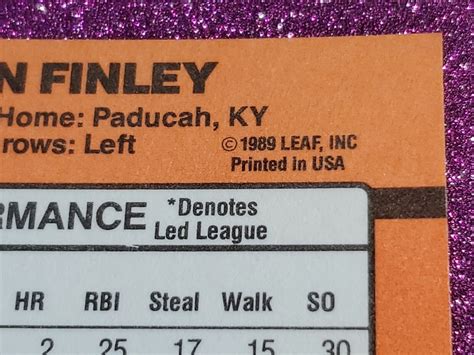 N FINLEY
Home: Paducah, KY
rows: Left
©1989 LEAF, INC
Printed in USA
RMANCE
*Denotes
Led League
HR RBI Steal Walk SO
2 25 17 15 30